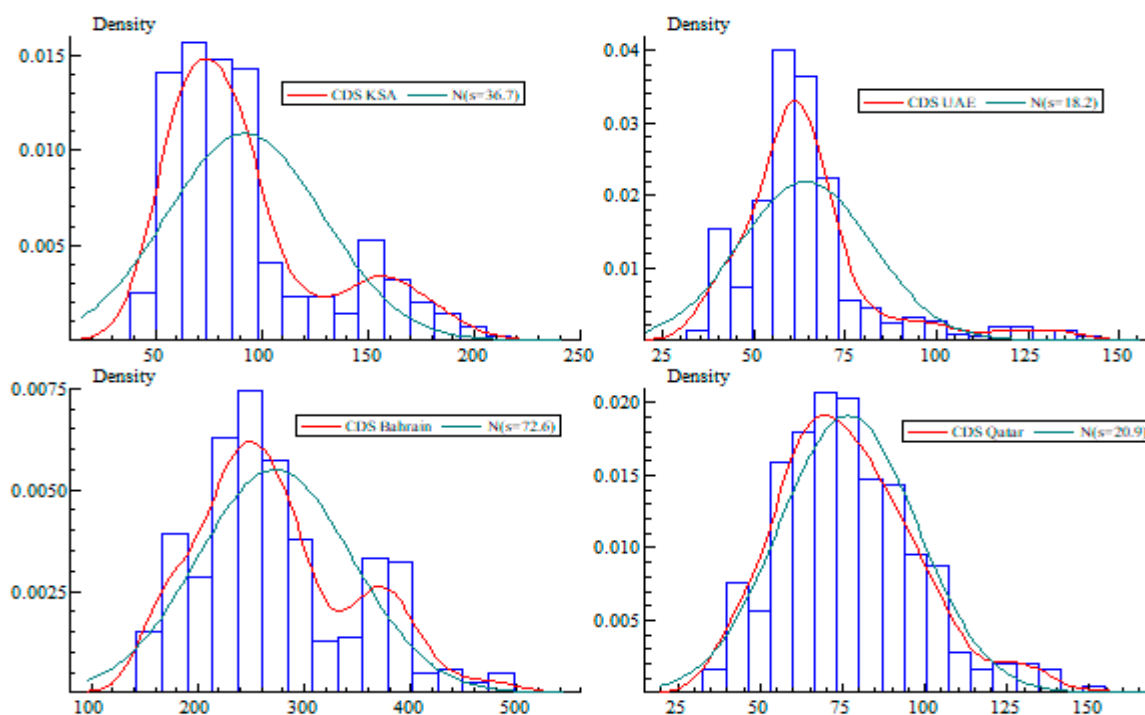 Density
0.015
0.010
0.005
CDS KSA N(s=36.7)
50 100 150 200 250
Density
0.04
0.03
0.02
0.01
CDS UAE N(s=18.2)
25 50 75 100 125 150
Density
0.0075
0.0050
0.0025
CDS Bahrain N(s=72.6)
100 200 300 400 500
Density
0.020
0.015
0.010
0.005
CDS Qatar N(s=20.9)
25 50 75 100 125 150